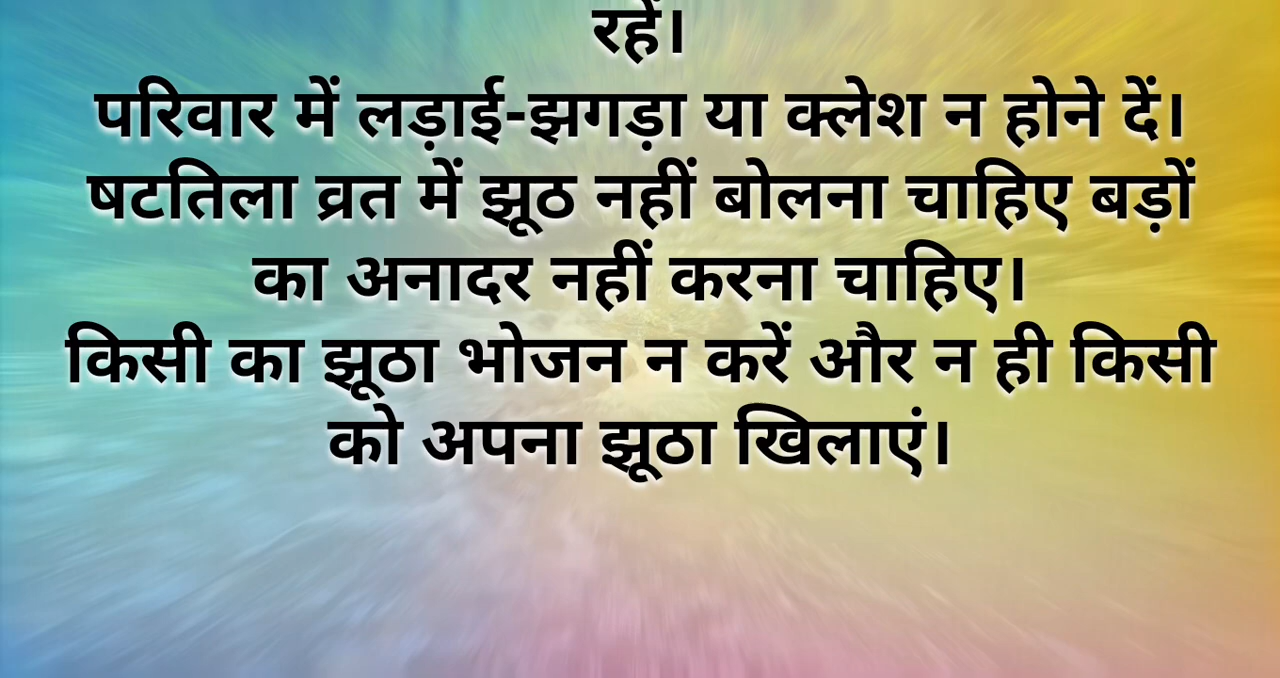 रहें।
परिवार में लड़ाई-झगड़ा या क्लेश न होने दें।
षटतिला व्रत में झूठ नहीं बोलना चाहिए बड़ों
का अनादर नहीं करना चाहिए।
किसी का झूठा भोजन न करें और न ही किसी
को अपना झूठा खिलाएं।